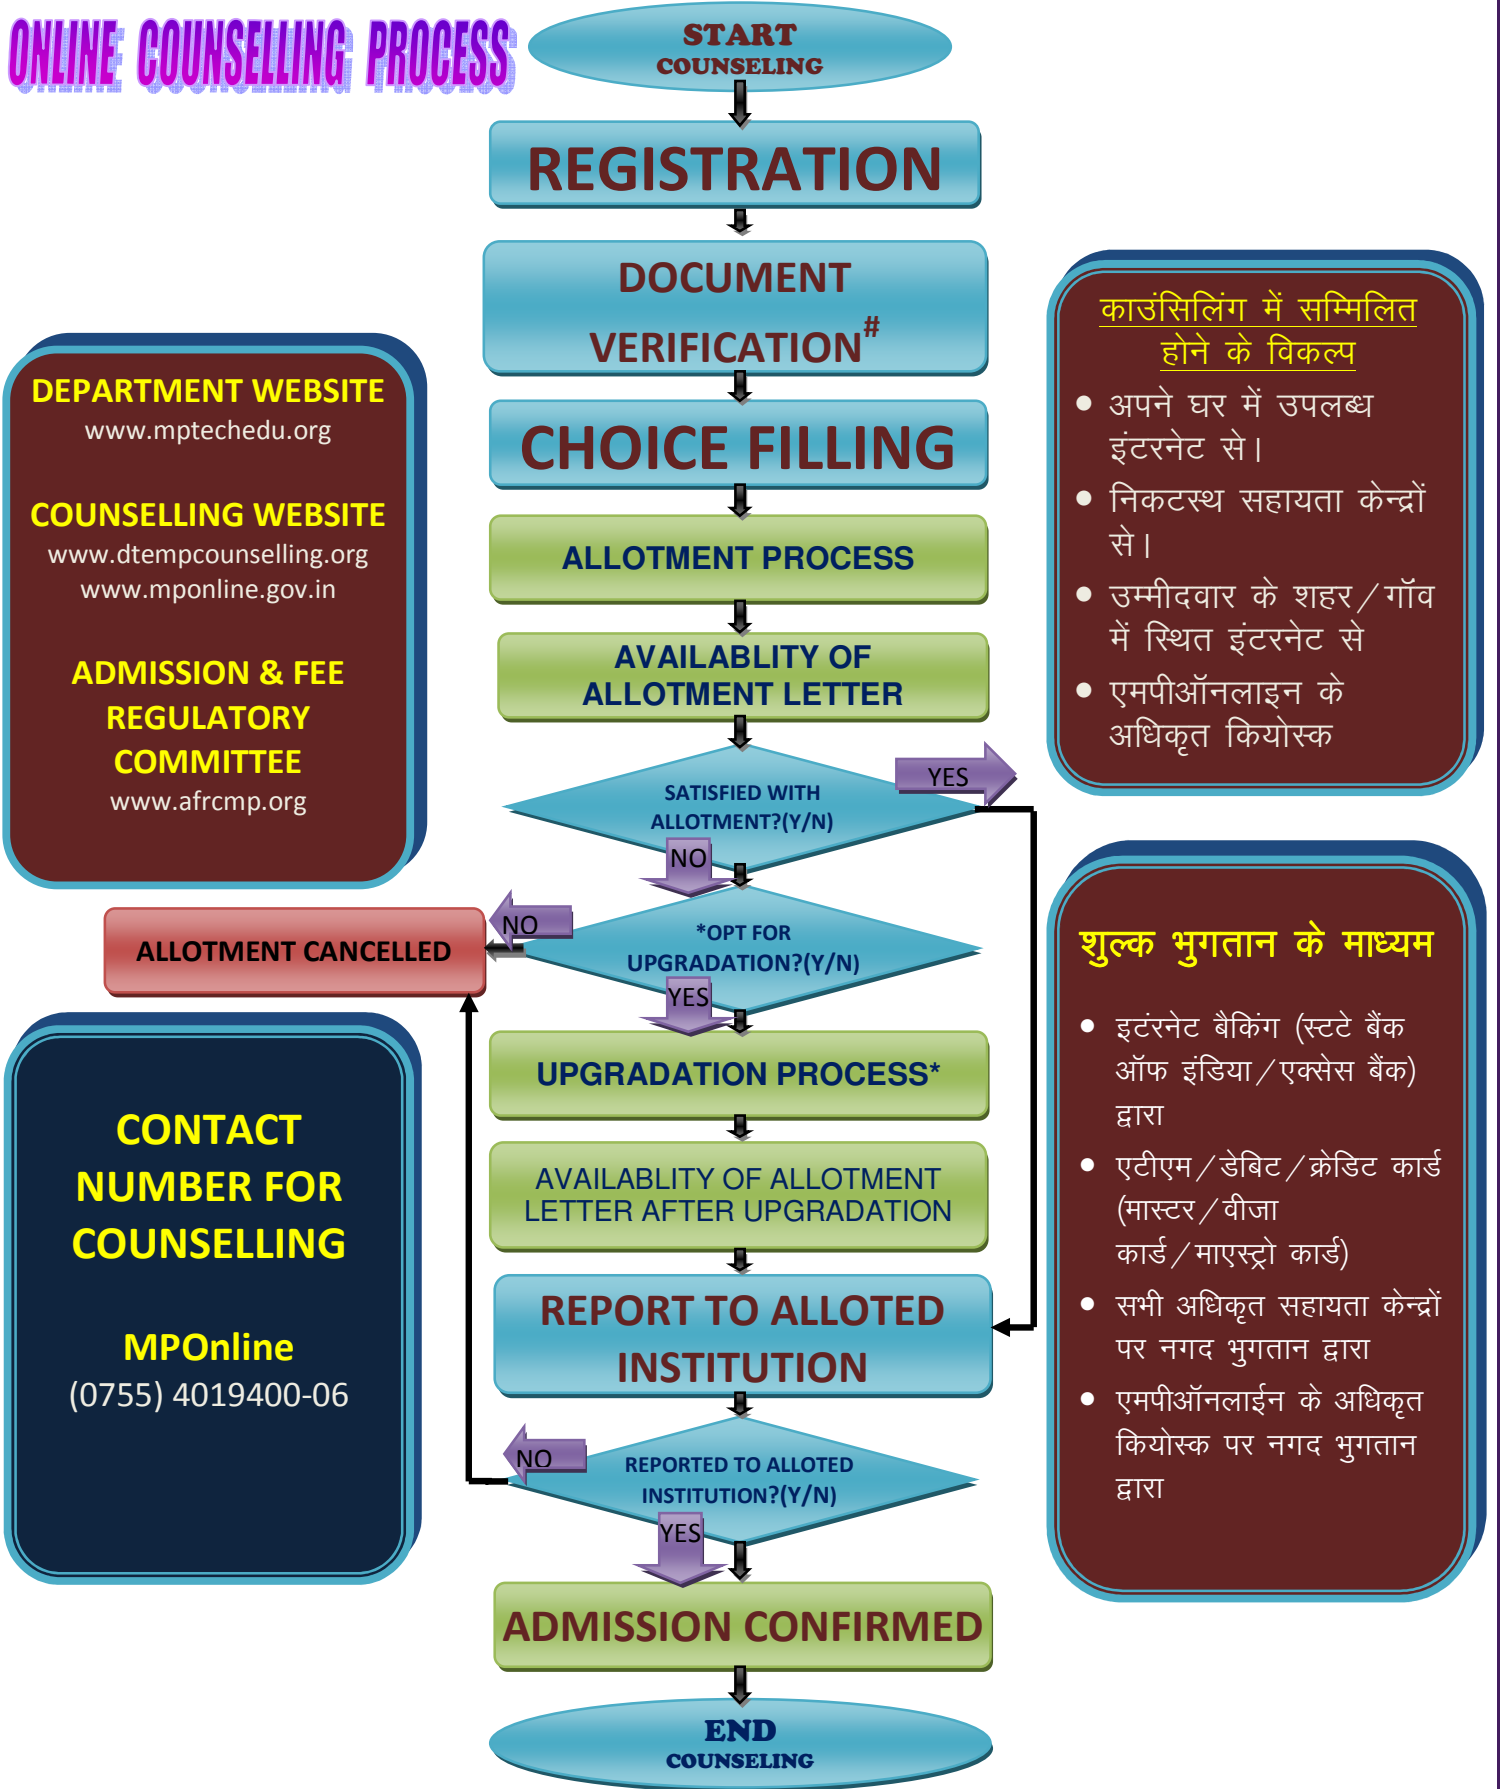 ONLINE COUNSELLING PROCESS
START
COUNSELING
REGISTRATION
DOCUMENT
VERIFICATION#
CHOICE FILLING
ALLOTMENT PROCESS
AVAILABLITY OF
ALLOTMENT LETTER
SATISFIED WITH
ALLOTMENT?(Y/N)
YES
NO
*OPT FOR
UPGRADATION?(Y/N)
NO
ALLOTMENT CANCELLED
YES
UPGRADATION PROCESS*
AVAILABLITY OF ALLOTMENT
LETTER AFTER UPGRADATION
REPORT TO ALLOTED
INSTITUTION
REPORTED TO ALLOTED
INSTITUTION?(Y/N)
NO
YES
ADMISSION CONFIRMED
END
COUNSELING
DEPARTMENT WEBSITE
www.mptechedu.org
COUNSELLING WEBSITE
www.dtempcounselling.org
www.mponline.gov.in
ADMISSION & FEE
REGULATORY
COMMITTEE
www.afrcmp.org
CONTACT
NUMBER FOR
COUNSELLING
MPOnline
(0755) 4019400-06
काउंसिलिंग में सम्मिलित
होने के विकल्प
• अपने घर में उपलब्ध
इंटरनेट से।
• निकटस्थ सहायता केन्द्रों
से।
• उम्मीदवार के शहर/गॉव
में स्थित इंटरनेट से
• एमपीऑनलाइन के
अधिकृत कियोस्क
शुल्क भुगतान के माध्यम
• इटंरनेट बैकिंग (स्टटे बैंक
ऑफ इंडिया/एक्सेस बैंक)
द्वारा
• एटीएम/डेबिट/क्रेडिट कार्ड
(मास्टर/वीजा
कार्ड/माएस्ट्रो कार्ड)
• सभी अधिकृत सहायता केन्द्रों
पर नगद भुगतान द्वारा
• एमपीऑनलाईन के अधिकृत
कियोस्क पर नगद भुगतान
द्वारा